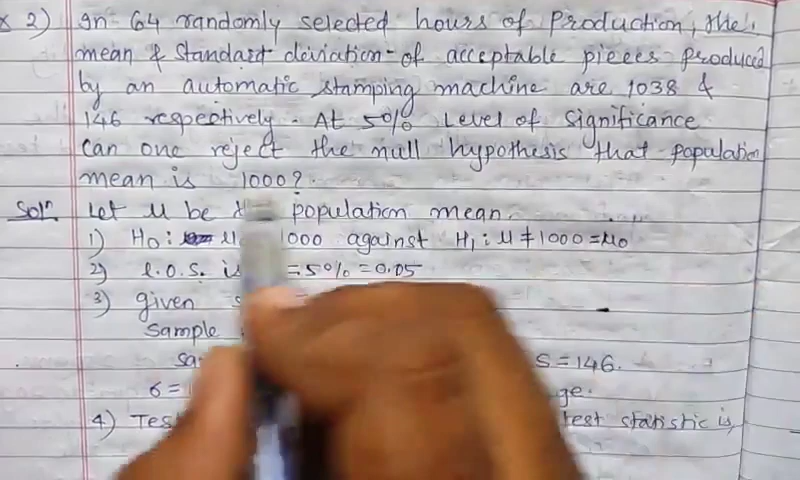 x 2) In 64 randomly selected hours of Production, the
mean & Standard deviation of acceptable pieces produced
by an automatic stamping machine are 1038 &
146 respectively. At 5% Level of significance
Can one reject the null hypothesis that population
mean is 1000?
Soln. Let μ be population mean.
1) H0: 1000 against H1: μ ≠ 1000 = μ0
2) l.o.s. is = 5% = 0.05
3) given
Sample
S = 146.
σ =
4) test statistic is,